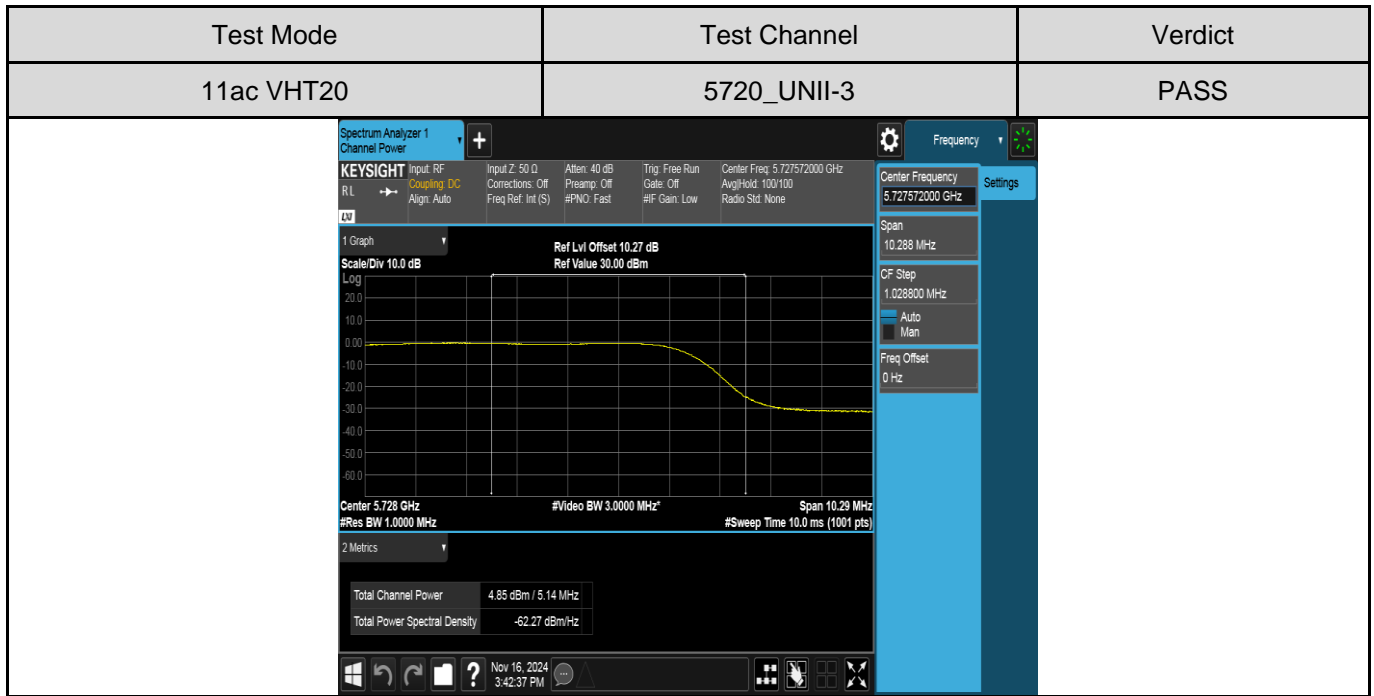 Test Mode Test Channel Verdict
11ac VHT20 5720_UNII-3 PASS
Spectrum Analyzer 1
Channel Power
+
Frequency
KEYSIGHT Input: RF Input Z: 50 Ω Atten: 40 dB Trig: Free Run Center Freq: 5.727572000 GHz
RL Coupling: DC Corrections: Off Preamp: Off Gate: Off Avg|Hold: 100/100
Align: Auto Freq Ref: Int (S) #PNO: Fast #IF Gain: Low Radio Std: None
LXI
Center Frequency
5.727572000 GHz
Settings
Span
10.288 MHz
CF Step
1.028800 MHz
Auto
Man
Freq Offset
0 Hz
1 Graph
Ref Lvl Offset 10.27 dB
Scale/Div 10.0 dB Ref Value 30.00 dBm
Log
20.0
10.0
0.00
-10.0
-20.0
-30.0
-40.0
-50.0
-60.0
Center 5.728 GHz #Video BW 3.0000 MHz* Span 10.29 MHz
#Res BW 1.0000 MHz #Sweep Time 10.0 ms (1001 pts)
2 Metrics
Total Channel Power 4.85 dBm / 5.14 MHz
Total Power Spectral Density -62.27 dBm/Hz
? Nov 16, 2024
3:42:37 PM